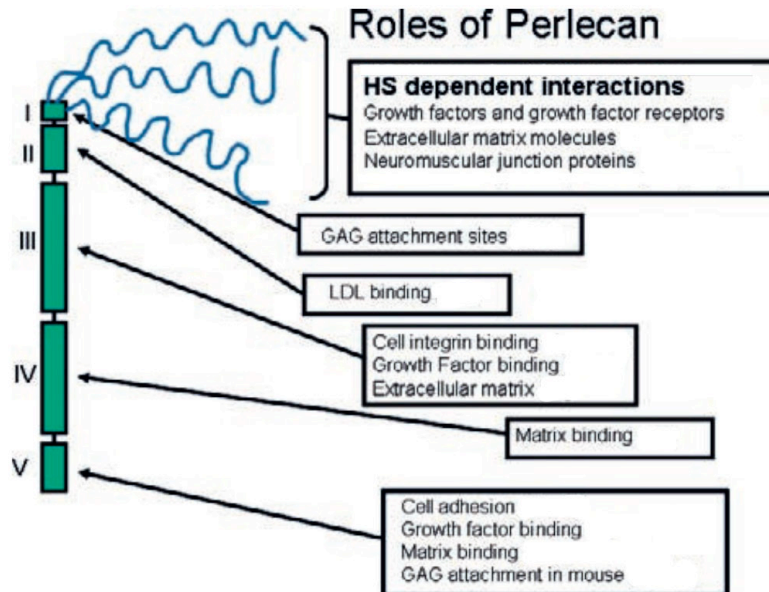 Roles of Perlecan
HS dependent interactions
Growth factors and growth factor receptors
Extracellular matrix molecules
Neuromuscular junction proteins
I
II
GAG attachment sites
III
LDL binding
Cell integrin binding
Growth Factor binding
Extracellular matrix
IV
Matrix binding
V
Cell adhesion
Growth factor binding
Matrix binding
GAG attachment in mouse